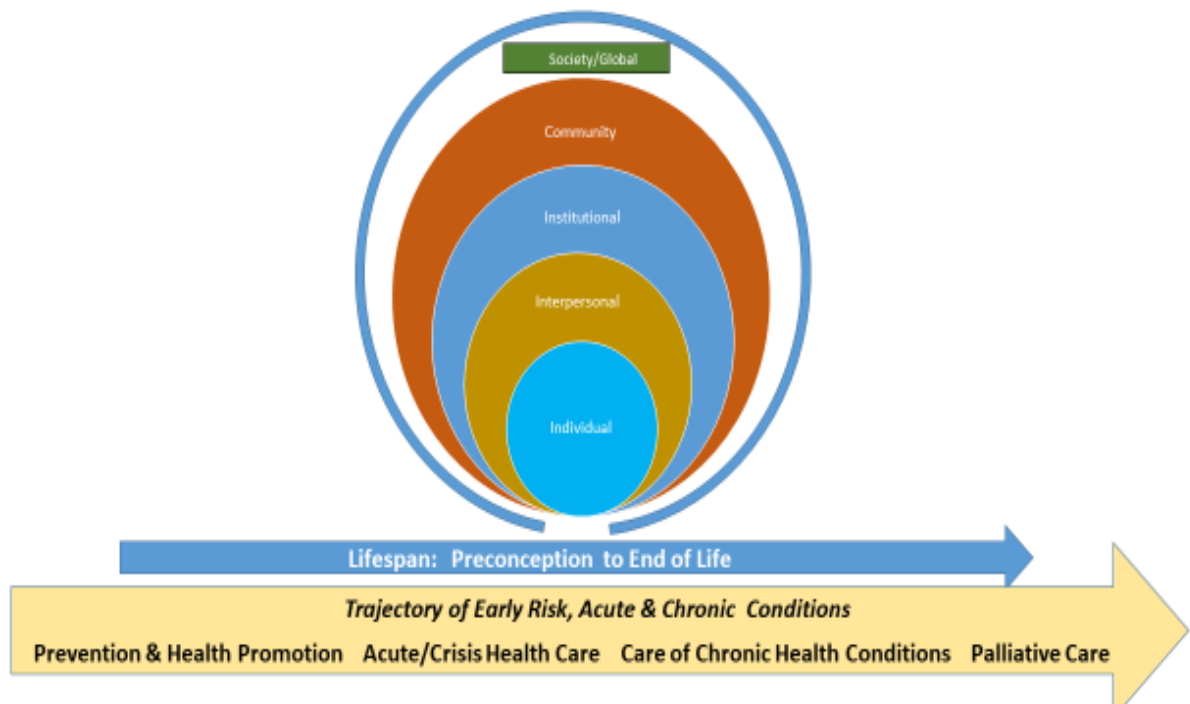 Society/Global
Community
Institutional
Interpersonal
Individual
Lifespan: Preconception to End of Life
Trajectory of Early Risk, Acute & Chronic Conditions
Prevention & Health Promotion Acute/Crisis Health Care Care of Chronic Health Conditions Palliative Care